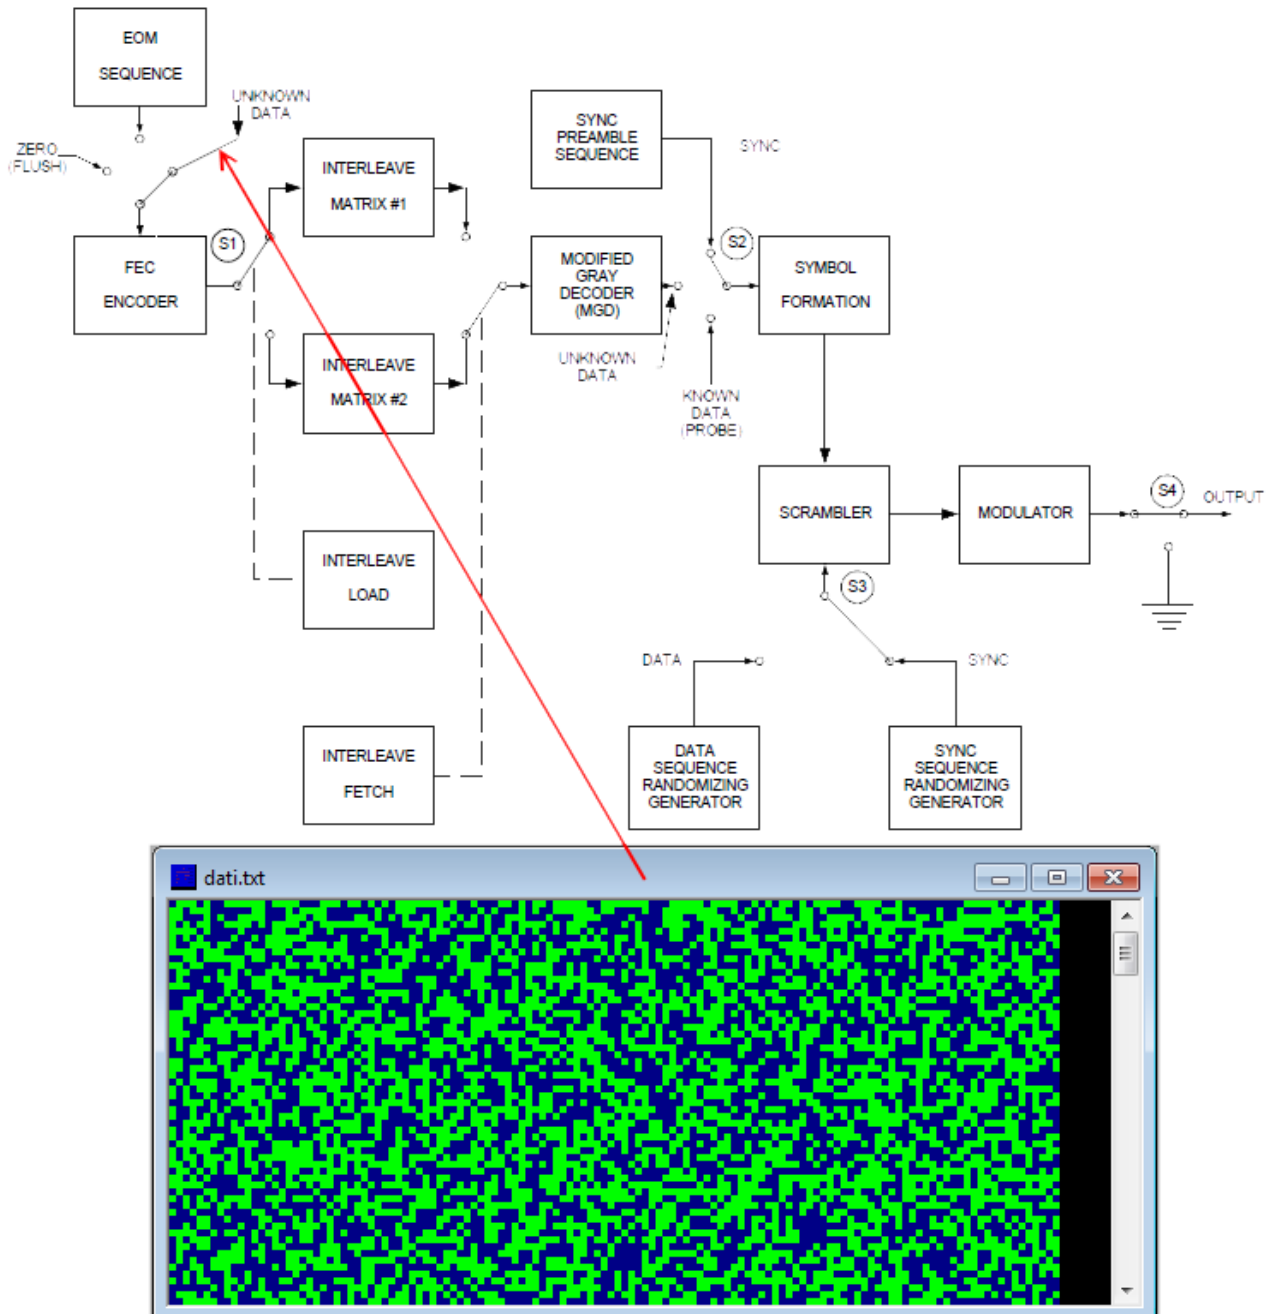 EOM
SEQUENCE
UNKNOWN
DATA
ZERO
(FLUSH)
FEC
ENCODER
S1
INTERLEAVE
MATRIX #1
INTERLEAVE
MATRIX #2
INTERLEAVE
LOAD
INTERLEAVE
FETCH
SYNC
PREAMBLE
SEQUENCE
SYNC
MODIFIED
GRAY
DECODER
(MGD)
UNKNOWN
DATA
S2
KNOWN
DATA
(PROBE)
SYMBOL
FORMATION
SCRAMBLER
MODULATOR
S4
OUTPUT
S3
DATA
SYNC
DATA
SEQUENCE
RANDOMIZING
GENERATOR
SYNC
SEQUENCE
RANDOMIZING
GENERATOR
dati.txt